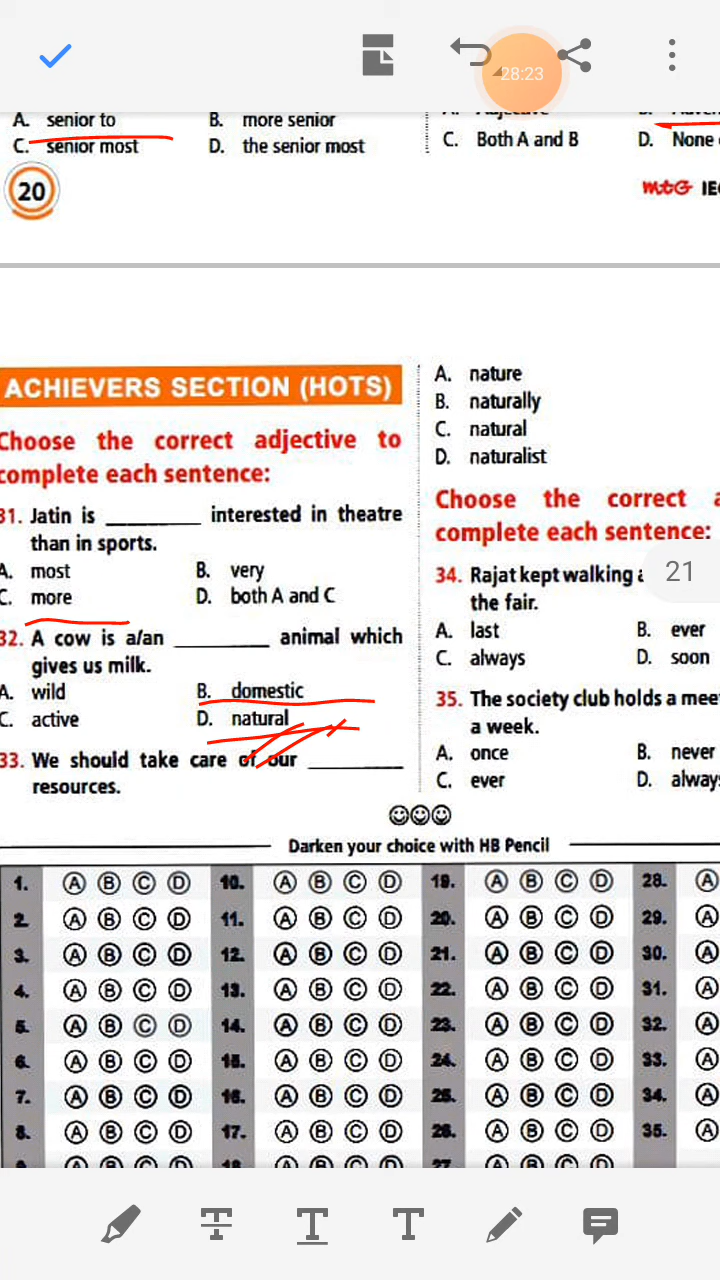 28:23
A. senior to
B. more senior
C. senior most
D. the senior most
C. Both A and B
D. None
20
mtG IE
ACHIEVERS SECTION (HOTS)
Choose the correct adjective to
complete each sentence:
31. Jatin is ________ interested in theatre
than in sports.
A. most
B. very
C. more
D. both A and C
32. A cow is a/an ________ animal which
gives us milk.
A. wild
B. domestic
C. active
D. natural
33. We should take care of our ________
resources.
A. nature
B. naturally
C. natural
D. naturalist
Choose the correct a
complete each sentence:
34. Rajat kept walking a
the fair.
21
A. last
B. ever
C. always
D. soon
35. The society club holds a mee
a week.
A. once
B. never
C. ever
D. alway
Darken your choice with HB Pencil
1. A B C D 10. A B C D 19. A B C D 28. A
2. A B C D 11. A B C D 20. A B C D 29. A
3. A B C D 12. A B C D 21. A B C D 30. A
4. A B C D 13. A B C D 22. A B C D 31. A
5. A B C D 14. A B C D 23. A B C D 32. A
6. A B C D 15. A B C D 24. A B C D 33. A
7. A B C D 16. A B C D 25. A B C D 34. A
8. A B C D 17. A B C D 26. A B C D 35. A
T T T